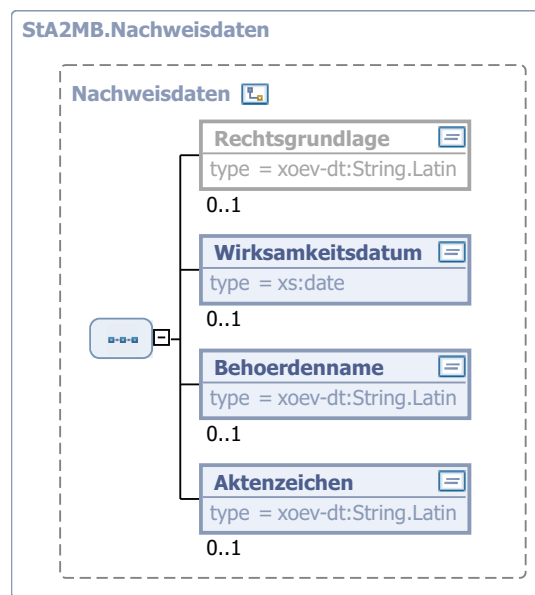 StA2MB.Nachweisdaten
Nachweisdaten
Rechtsgrundlage
type = xoev-dt:String.Latin
0..1
Wirksamkeitsdatum
type = xs:date
0..1
Behoerdenname
type = xoev-dt:String.Latin
0..1
Aktenzeichen
type = xoev-dt:String.Latin
0..1